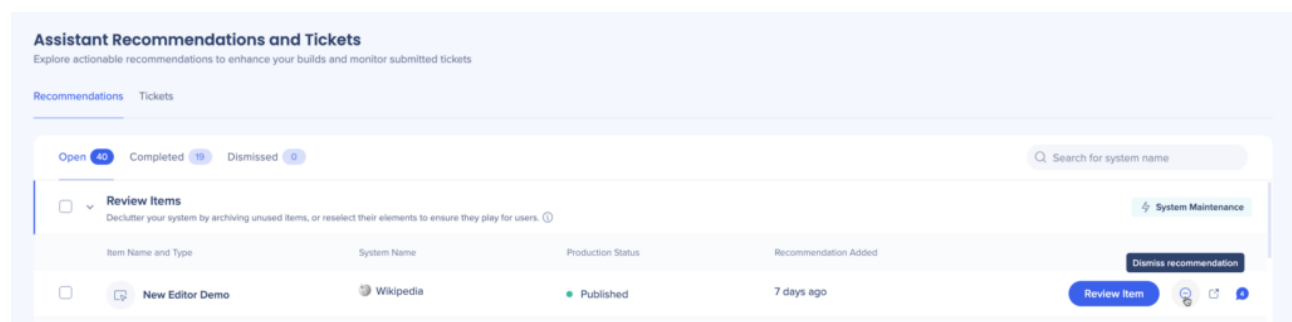 Assistant Recommendations and Tickets
Explore actionable recommendations to enhance your builds and monitor submitted tickets
Recommendations Tickets
Open 40 Completed 19 Dismissed 0 Search for system name
Review Items
Declutter your system by archiving unused items, or reselect their elements to ensure they play for users.
System Maintenance
Item Name and Type System Name Production Status Recommendation Added
Dismiss recommendation
New Editor Demo Wikipedia Published 7 days ago Review Item 4